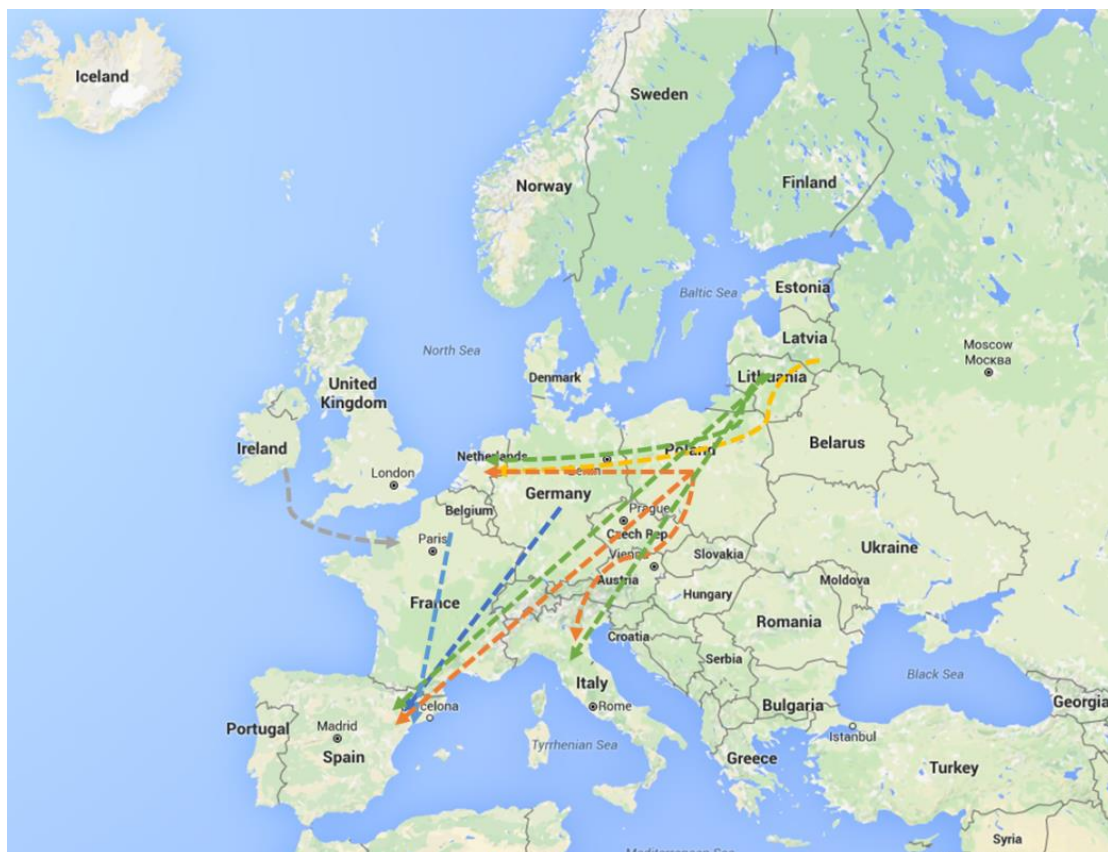 Iceland
Sweden
Norway
Finland
Baltic Sea
Estonia
Latvia
North Sea
Moscow
Москва
Denmark
Lithuania
United
Kingdom
Ireland
Belarus
Poland
Netherlands
London
Germany
Belgium
Prague
Czech Rep
Paris
Ukraine
Slovakia
Vienna
Austria
Moldova
Hungary
France
Romania
Croatia
Serbia
Black Sea
Italy
Bulgaria
Georgia
Portugal
Rome
Madrid
Istanbul
Tyrrhenian Sea
Spain
Greece
Turkey
Syria